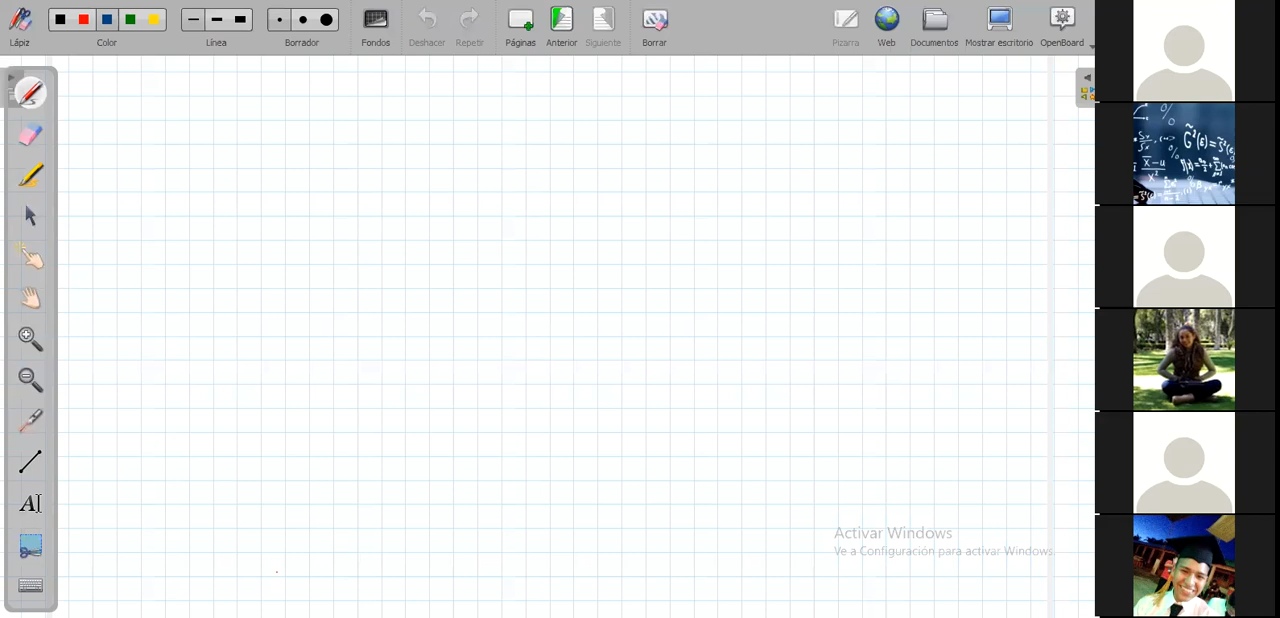 Lápiz Color Línea Borrador Fondos Deshacer Repetir Páginas Anterior Siguiente Borrar Pizarra Web Documentos Mostrar escritorio OpenBoard
A
Activar Windows
Ve a Configuración para activar Windows.